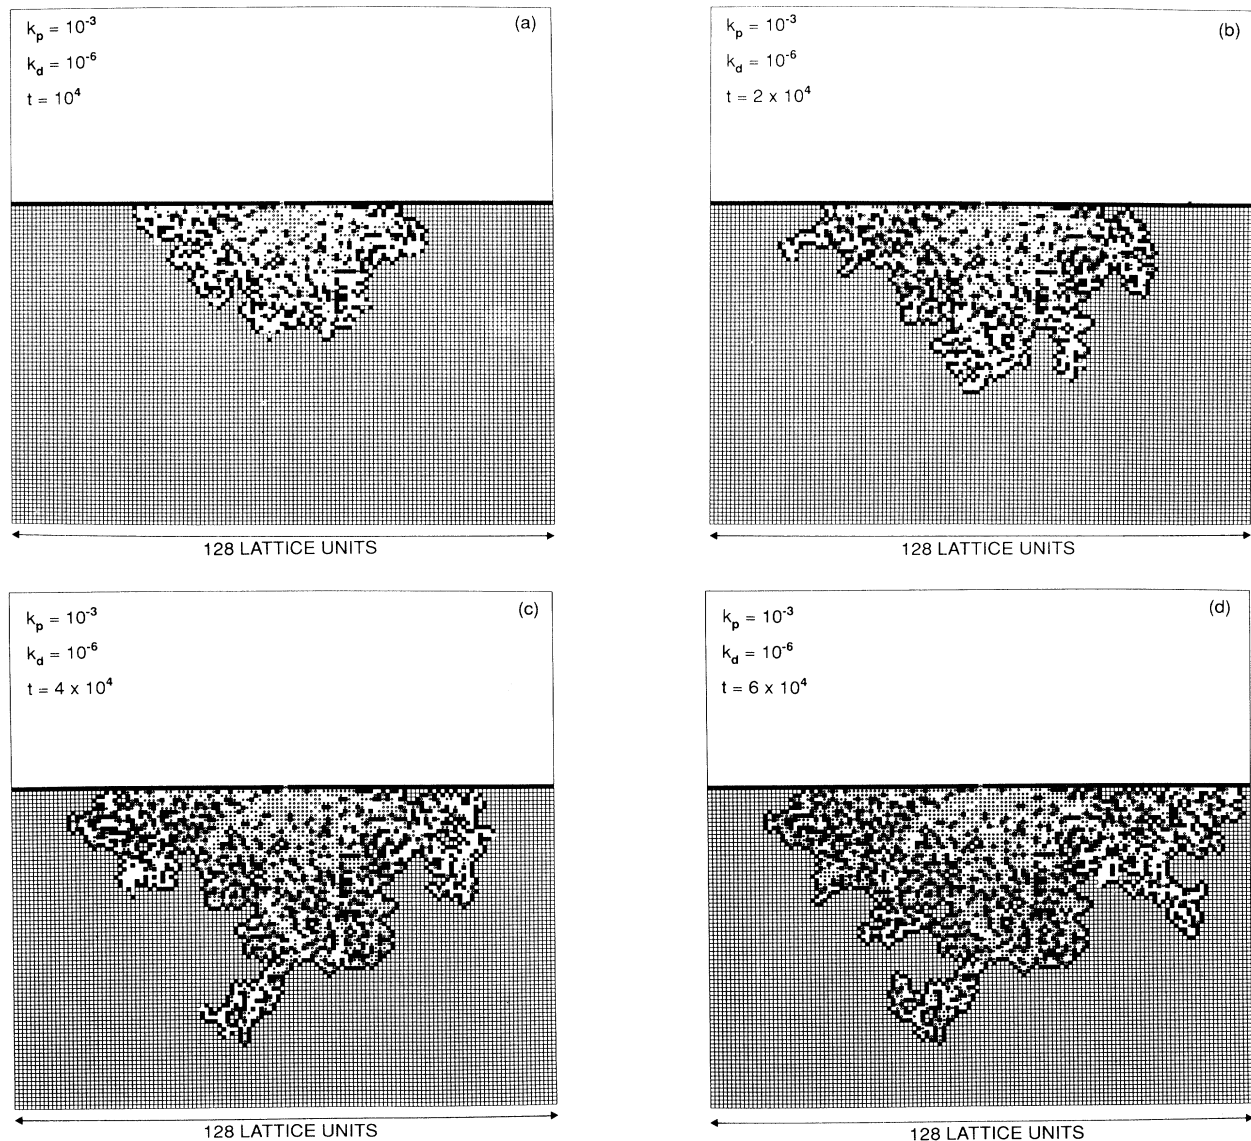 (a)
k_p = 10^-3
k_d = 10^-6
t = 10^4
128 LATTICE UNITS
(b)
k_p = 10^-3
k_d = 10^-6
t = 2 x 10^4
128 LATTICE UNITS
(c)
k_p = 10^-3
k_d = 10^-6
t = 4 x 10^4
128 LATTICE UNITS
(d)
k_p = 10^-3
k_d = 10^-6
t = 6 x 10^4
128 LATTICE UNITS